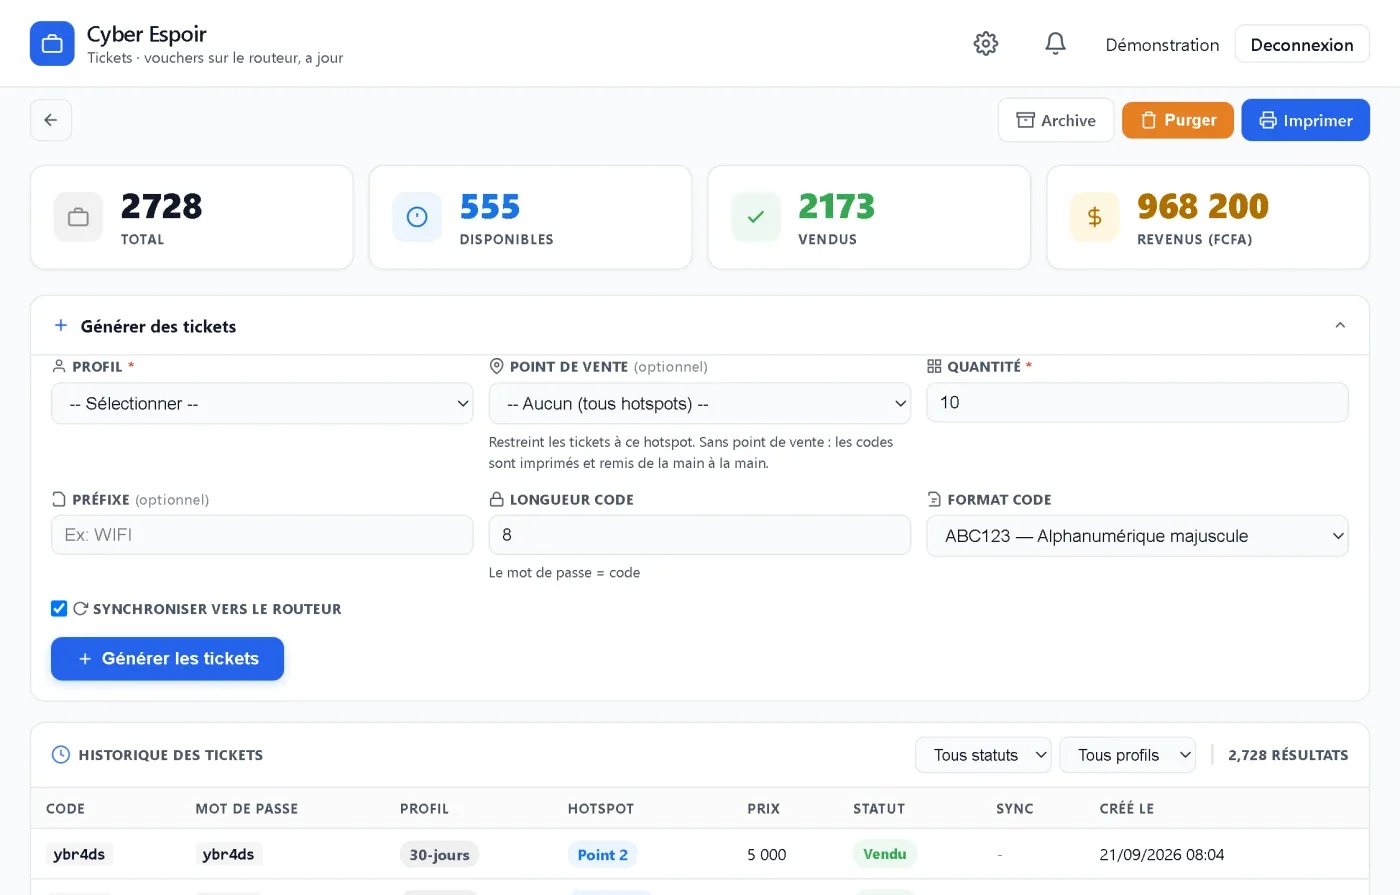 Cyber Espoir
Tickets · vouchers sur le routeur, a jour
Démonstration
Deconnexion
Archive
Purger
Imprimer
2728
TOTAL
555
DISPONIBLES
2173
VENDUS
968 200
REVENUS (FCFA)
Générer des tickets
PROFIL *
-- Sélectionner --
POINT DE VENTE (optionnel)
-- Aucun (tous hotspots) --
Restreint les tickets à ce hotspot. Sans point de vente : les codes
sont imprimés et remis de la main à la main.
QUANTITÉ *
10
PRÉFIXE (optionnel)
Ex: WIFI
LONGUEUR CODE
8
Le mot de passe = code
FORMAT CODE
ABC123 — Alphanumérique majuscule
SYNCHRONISER VERS LE ROUTEUR
+ Générer les tickets
HISTORIQUE DES TICKETS
Tous statuts
Tous profils
2,728 RÉSULTATS
CODE MOT DE PASSE PROFIL HOTSPOT PRIX STATUT SYNC CRÉÉ LE
ybr4ds ybr4ds 30-jours Point 2 5 000 Vendu - 21/09/2026 08:04